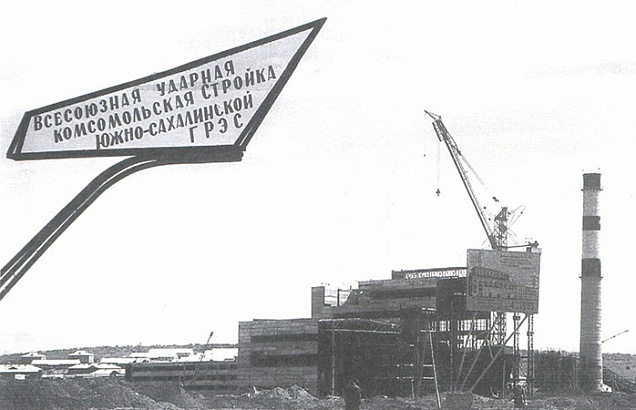 ВСЕСОЮЗНАЯ УДАРНАЯ
КОМСОМОЛЬСКАЯ СТРОЙКА
ЮЖНО-САХАЛИНСКОЙ
ГРЭС